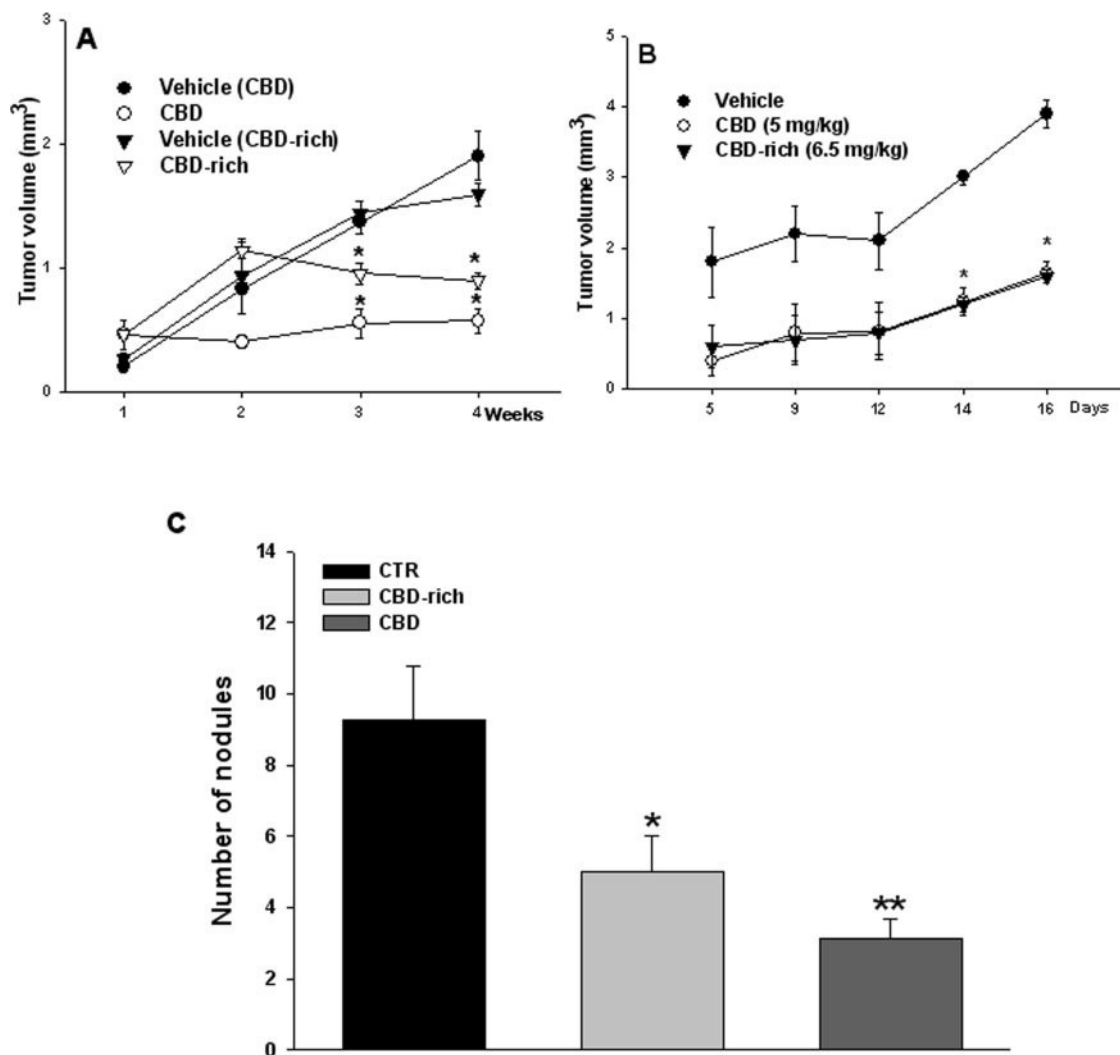 A
Tumor volume (mm3)
3
2
1
0
Vehicle (CBD)
CBD
Vehicle (CBD-rich)
CBD-rich
*
*
*
*
1 2 3 4 Weeks
B
Tumor volume (mm3)
5
4
3
2
1
0
Vehicle
CBD (5 mg/kg)
CBD-rich (6.5 mg/kg)
*
*
5 9 12 14 16 Days
C
Number of nodules
14
12
10
8
6
4
2
0
CTR
CBD-rich
CBD
*
**